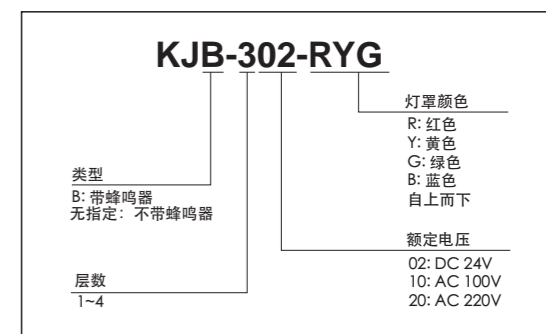 KJB-302-RYG
灯罩颜色
R: 红色
Y: 黄色
G: 绿色
B: 蓝色
自上而下
类型
B: 带蜂鸣器
无指定：不带蜂鸣器
额定电压
02: DC 24V
10: AC 100V
20: AC 220V
层数
1~4